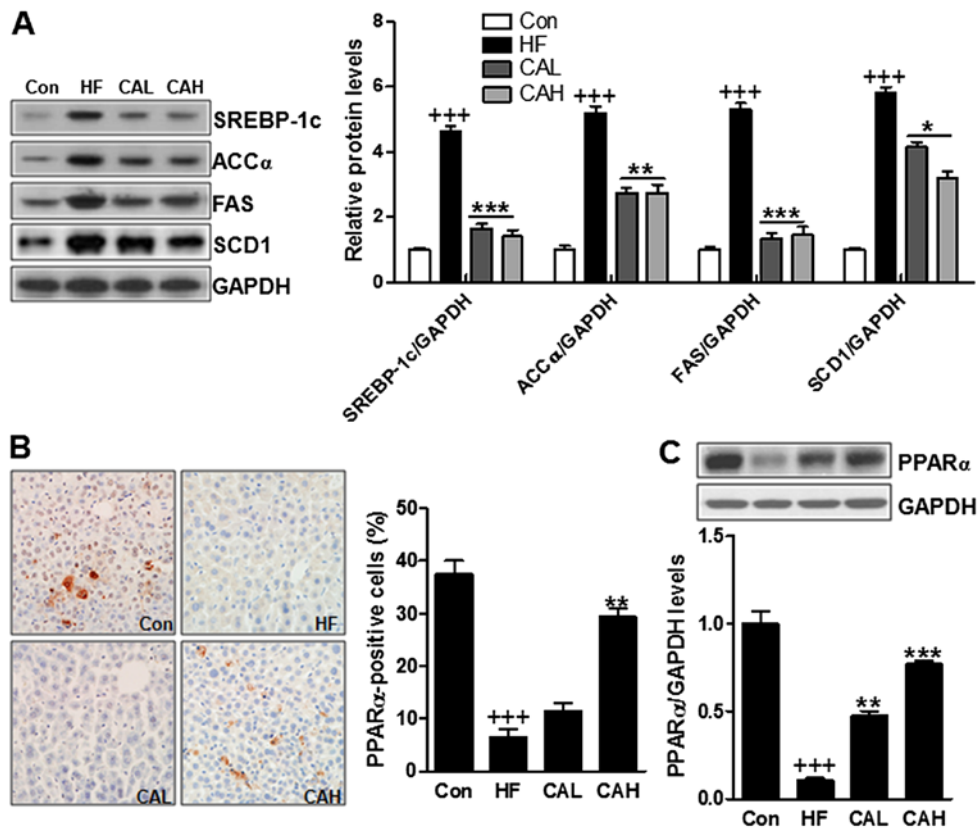 A
Con HF CAL CAH
SREBP-1c
ACCα
FAS
SCD1
GAPDH
Con
HF
CAL
CAH
Relative protein levels
8
6
4
2
0
+++ *** +++ ** +++ *** +++ *
SREBP-1c/GAPDH ACCα/GAPDH FAS/GAPDH SCD1/GAPDH
B
Con HF
CAL CAH
PPARα-positive cells (%)
50
40
30
20
10
0
+++ **
Con HF CAL CAH
C
PPARα
GAPDH
PPARα/GAPDH levels
1.5
1.0
0.5
0.0
+++ ** ***
Con HF CAL CAH